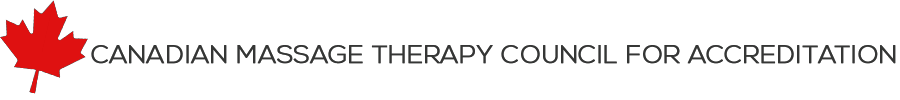 CANADIAN MASSAGE THERAPY COUNCIL FOR ACCREDITATION